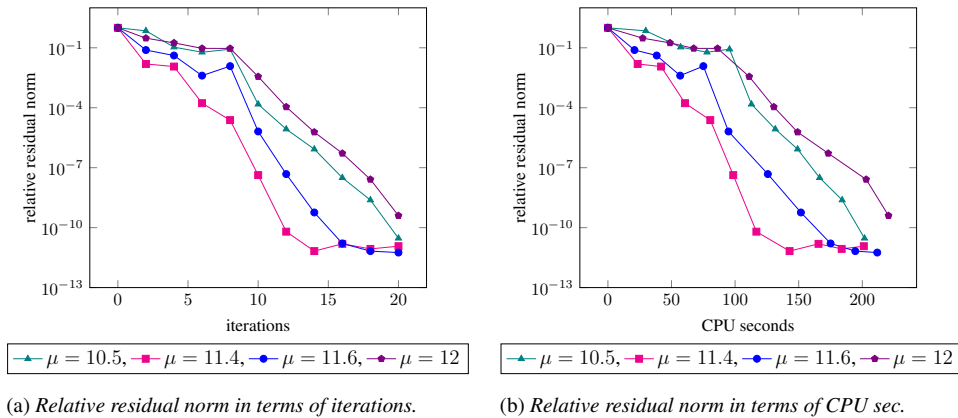 10^{-1}
10^{-4}
10^{-7}
10^{-10}
10^{-13}
relative residual norm
0 5 10 15 20
iterations
μ = 10.5, μ = 11.4, μ = 11.6, μ = 12
(a) Relative residual norm in terms of iterations.
10^{-1}
10^{-4}
10^{-7}
10^{-10}
10^{-13}
relative residual norm
0 50 100 150 200
CPU seconds
μ = 10.5, μ = 11.4, μ = 11.6, μ = 12
(b) Relative residual norm in terms of CPU sec.